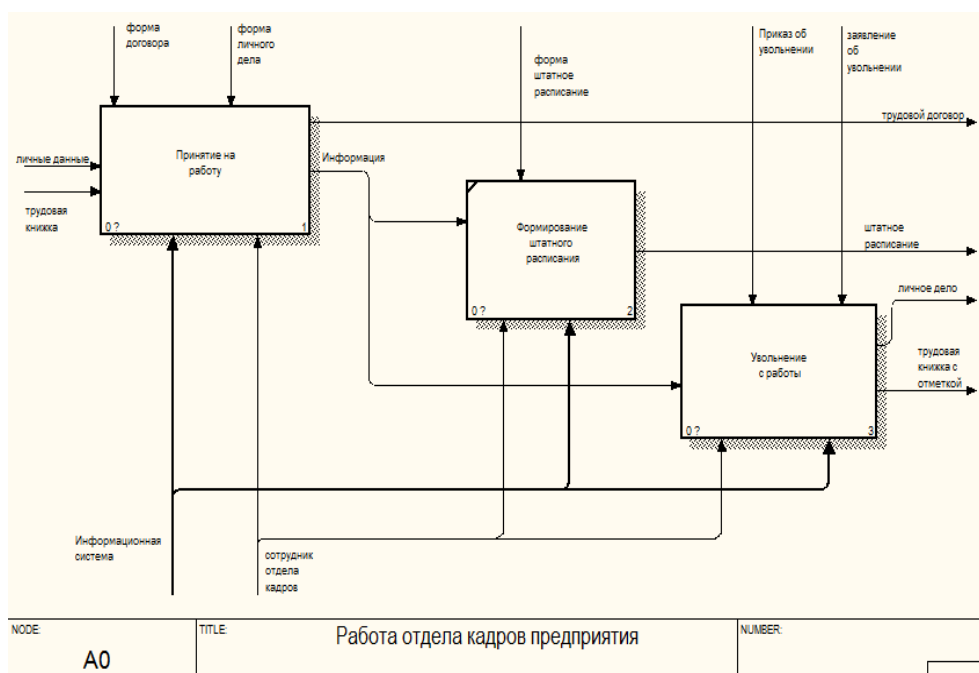 форма
договора
форма
личного
дела
форма
штатное
расписание
Приказ об
увольнении
заявление
об
увольнении
трудовой договор
личные данные
Принятие на
работу
Информация
трудовая
книжка
0 ?
1
Формирование
штатного
расписания
0 ?
2
штатное
расписание
личное дело
Увольнение
с работы
трудовая
книжка с
отметкой
0 ?
3
Информационная
система
сотрудник
отдела
кадров
NODE:
A0
TITLE:
Работа отдела кадров предприятия
NUMBER: